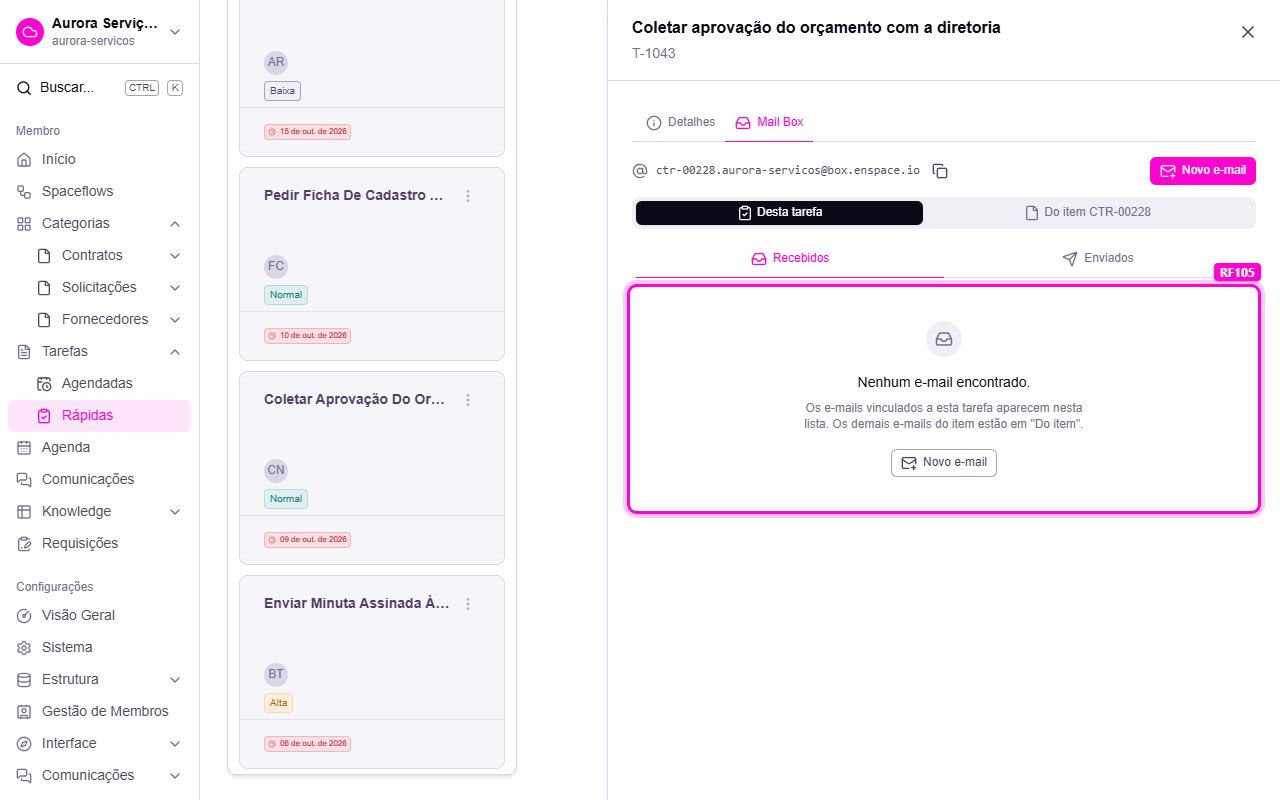 Aurora Serviç...
aurora-servicos
Buscar...
CTRL K
Membro
Início
Spaceflows
Categorias
Contratos
Solicitações
Fornecedores
Tarefas
Agendadas
Rápidas
Agenda
Comunicações
Knowledge
Requisições
Configurações
Visão Geral
Sistema
Estrutura
Gestão de Membros
Interface
Comunicações
AR
Baixa
15 de out. de 2026
Pedir Ficha De Cadastro ...
FC
Normal
10 de out. de 2026
Coletar Aprovação Do Or...
CN
Normal
09 de out. de 2026
Enviar Minuta Assinada À...
BT
Alta
06 de out. de 2026
Coletar aprovação do orçamento com a diretoria
T-1043
Detalhes
Mail Box
ctr-00228.aurora-servicos@box.enspace.io
Novo e-mail
Desta tarefa
Do item CTR-00228
Recebidos
Enviados
RF105
Nenhum e-mail encontrado.
Os e-mails vinculados a esta tarefa aparecem nesta
lista. Os demais e-mails do item estão em "Do item".
Novo e-mail